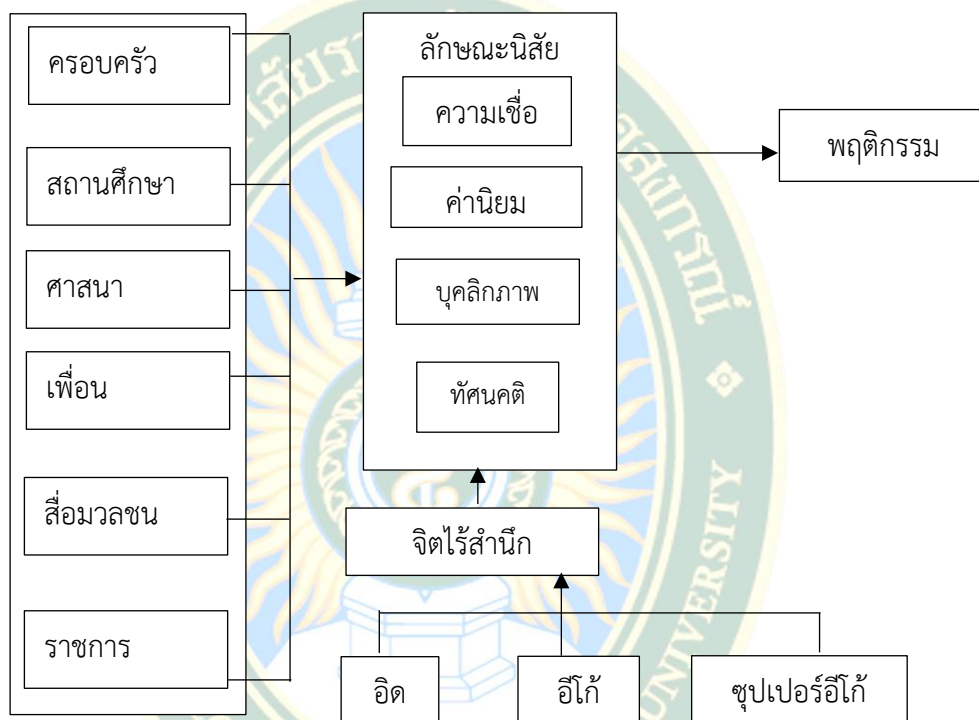 ครอบครัว
สถานศึกษา
ศาสนา
เพื่อน
สื่อมวลชน
ราชการ
ลักษณะนิสัย
ความเชื่อ
ค่านิยม
บุคลิกภาพ
ทัศนคติ
พฤติกรรม
จิตไร้สำนึก
อิด
อีโก้
ซุปเปอร์อีโก้
UNIVERSITY